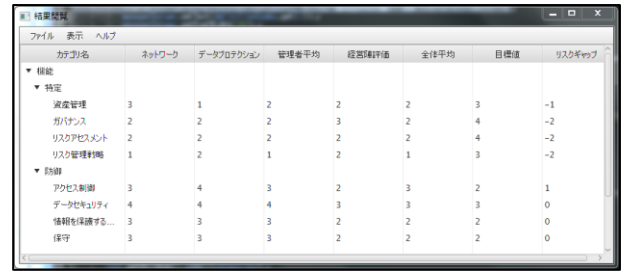 結果閲覧
ファイル 表示 ヘルプ
カテゴリ名 ネットワーク データプロテクション 管理者平均 経営陣評価 全体平均 目標値 リスクギャップ
▼ 機能
▼ 特定
資産管理 3 1 2 2 2 3 -1
ガバナンス 2 2 2 3 2 4 -2
リスクアセスメント 2 2 2 2 2 4 -2
リスク管理戦略 1 2 1 2 1 3 -2
▼ 防御
アクセス制御 3 4 3 2 3 2 1
データセキュリティ 4 4 4 3 3 3 0
情報を保護する... 3 3 3 2 2 2 0
保守 3 3 3 2 2 2 0